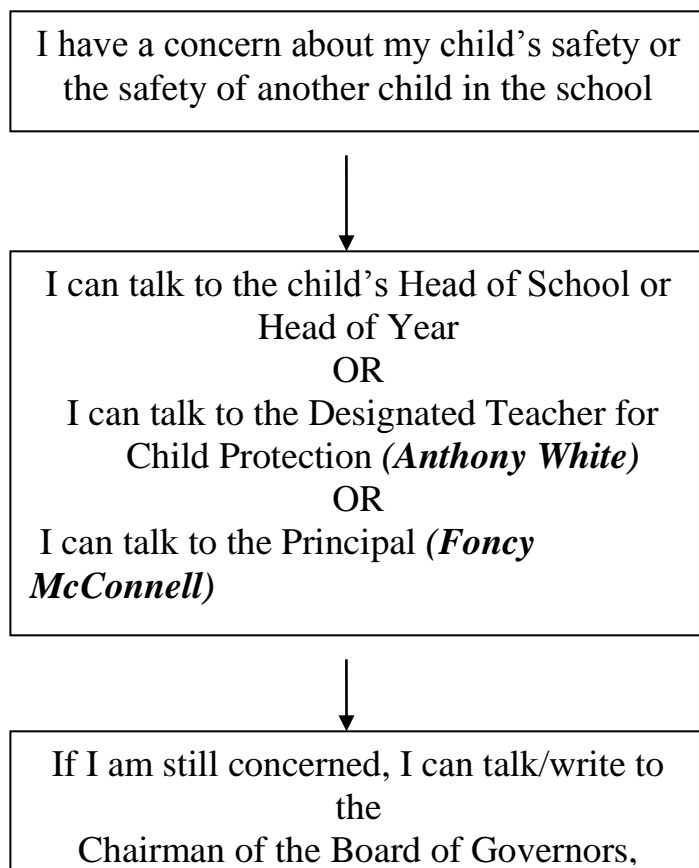 I have a concern about my child’s safety or
the safety of another child in the school
I can talk to the child’s Head of School or
Head of Year
OR
I can talk to the Designated Teacher for
Child Protection (Anthony White)
OR
I can talk to the Principal (Foncy
McConnell)
If I am still concerned, I can talk/write to
the
Chairman of the Board of Governors,